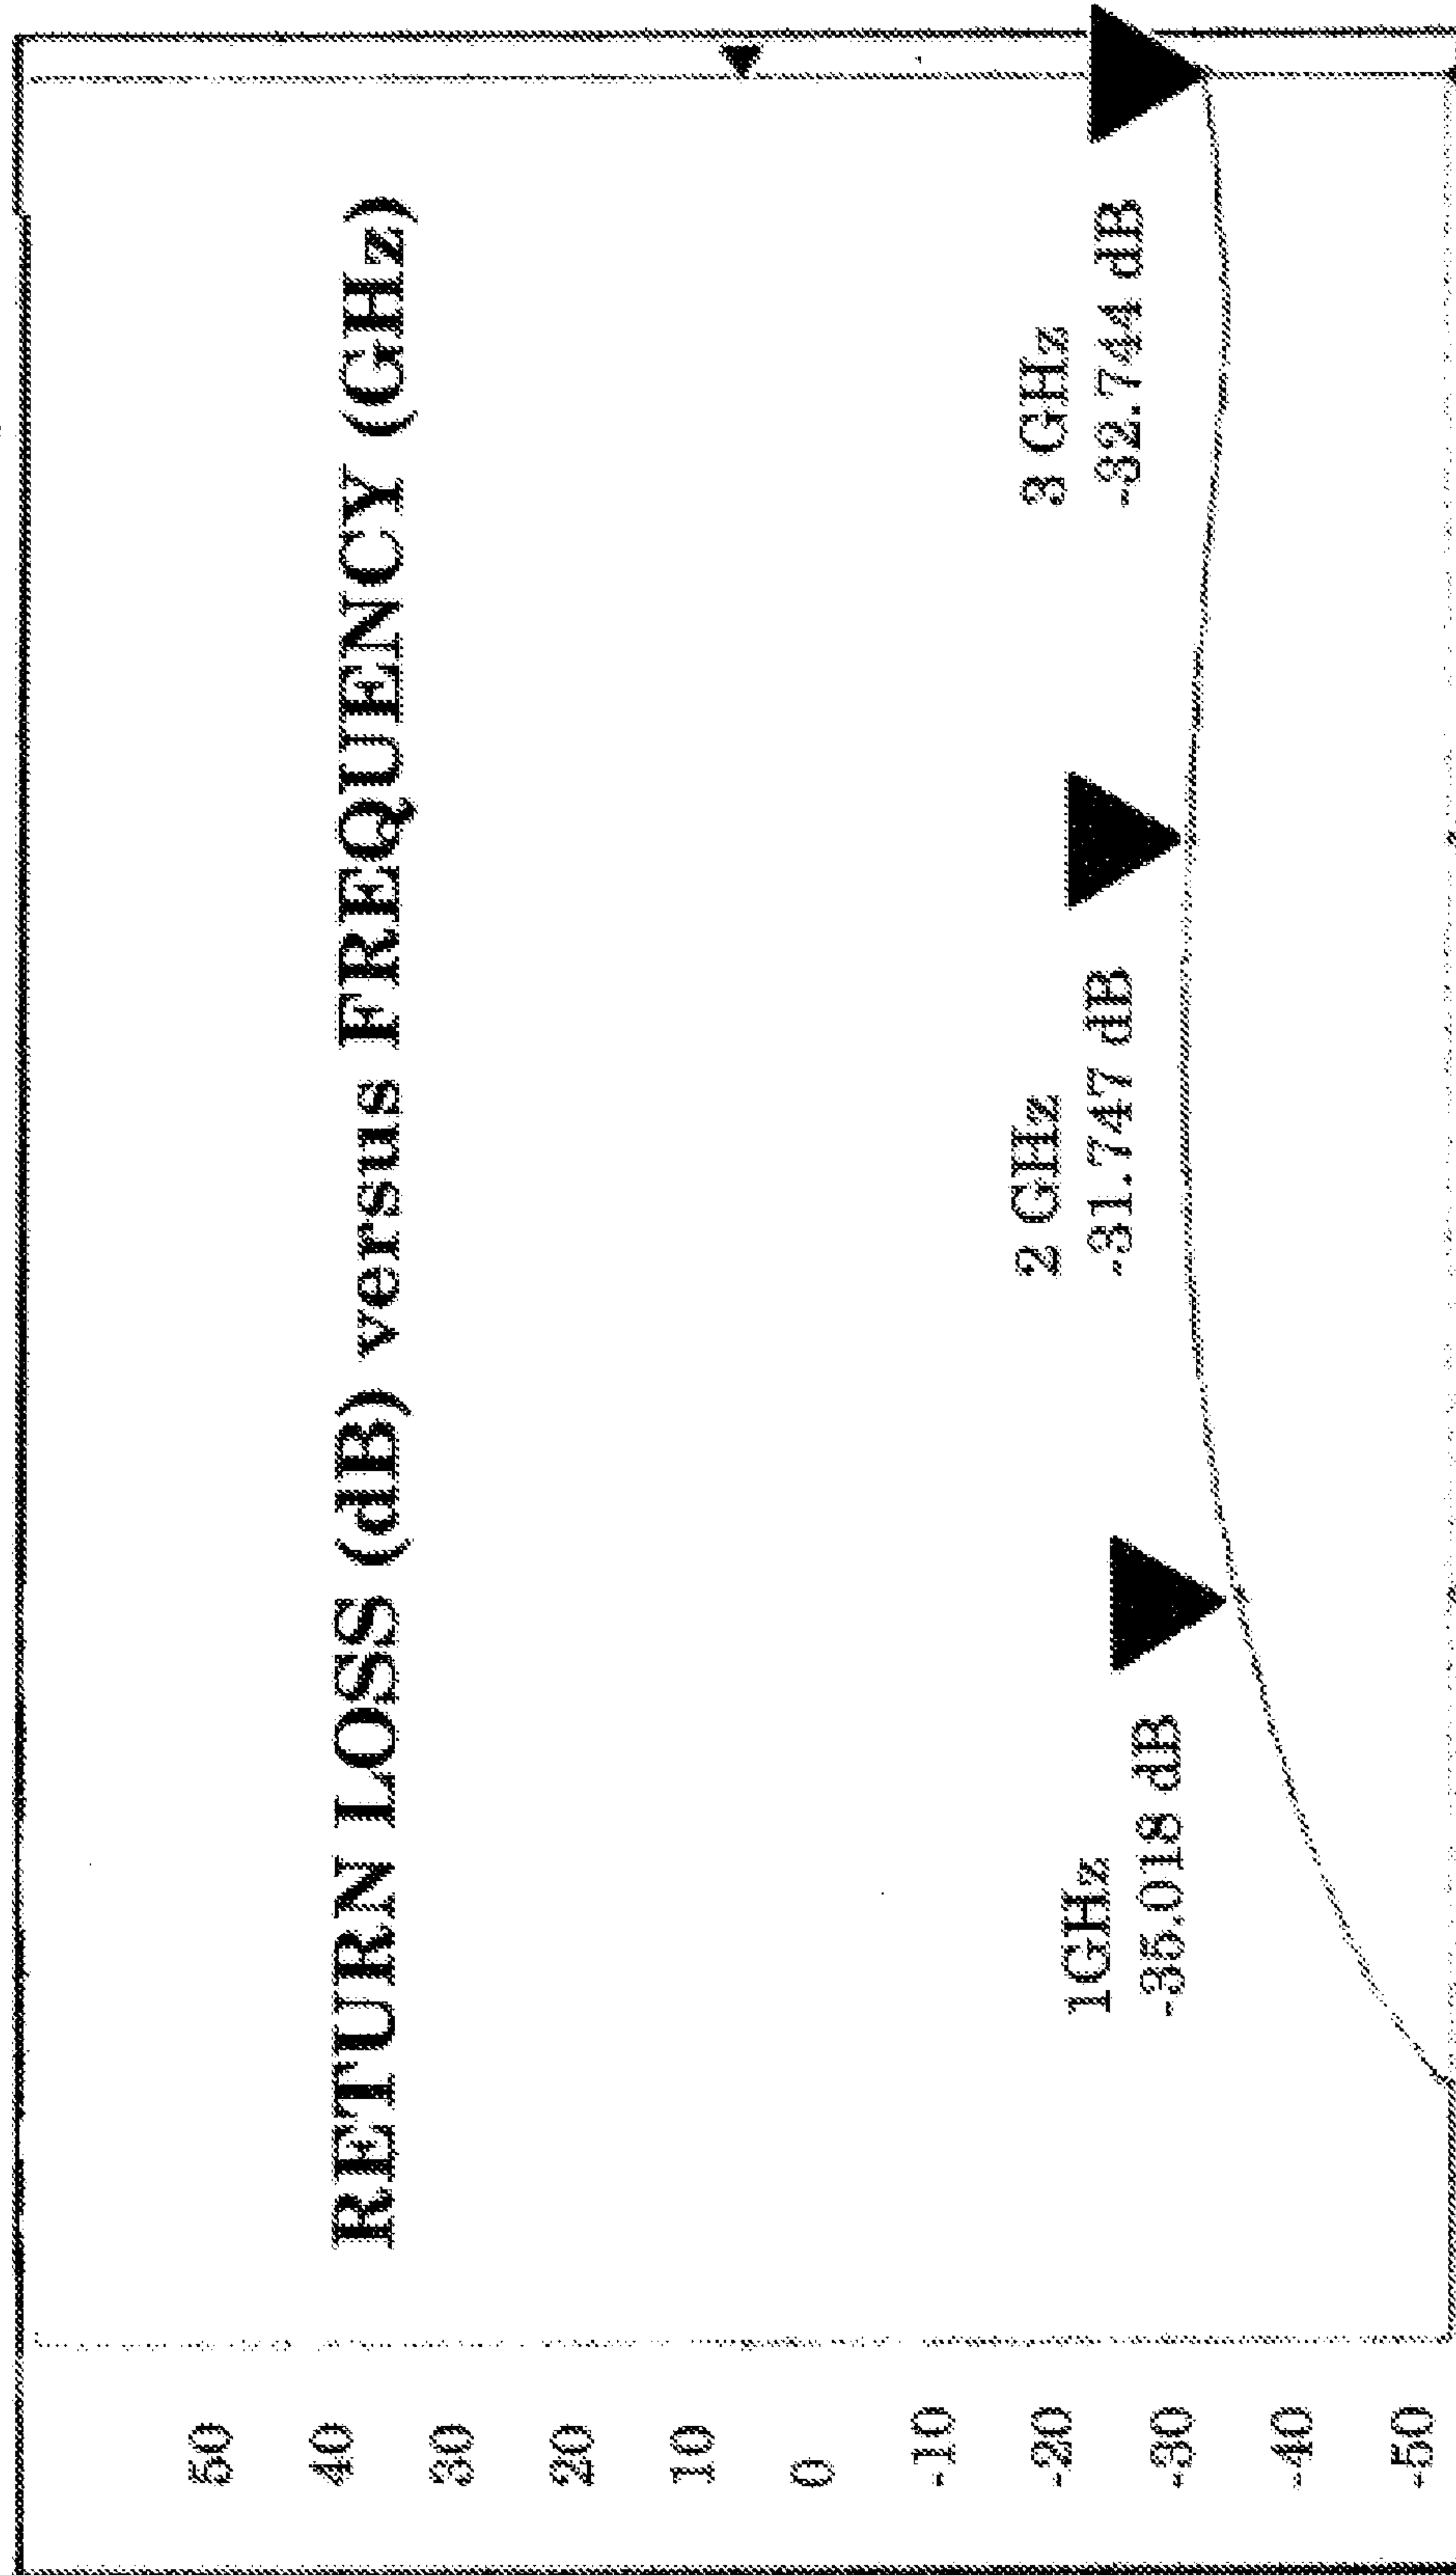 RETURN LOSS (dB) versus FREQUENCY (GHz)
50
40
30
20
10
0
-10
-20
-30
-40
-50
1GHz
-35.018 dB
2 GHz
-31.747 dB
3 GHz
-32.744 dB